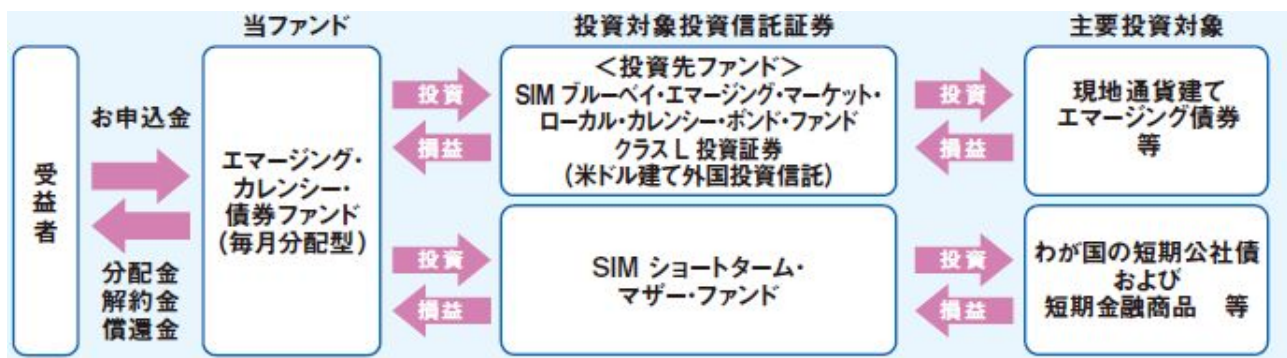 当ファンド
投資対象投資信託証券
主要投資対象
受益者
お申込金
分配金
解約金
償還金
エマージング・
カレンシー・
債券ファンド
(毎月分配型)
投資
損益
<投資先ファンド>
SIM ブルーベイ・エマージング・マーケット・
ローカル・カレンシー・ボンド・ファンド
クラス L 投資証券
(米ドル建て外国投資信託)
投資
損益
現地通貨建て
エマージング債券
等
投資
損益
SIM ショートターム・
マザー・ファンド
投資
損益
わが国の短期公社債
および
短期金融商品 等